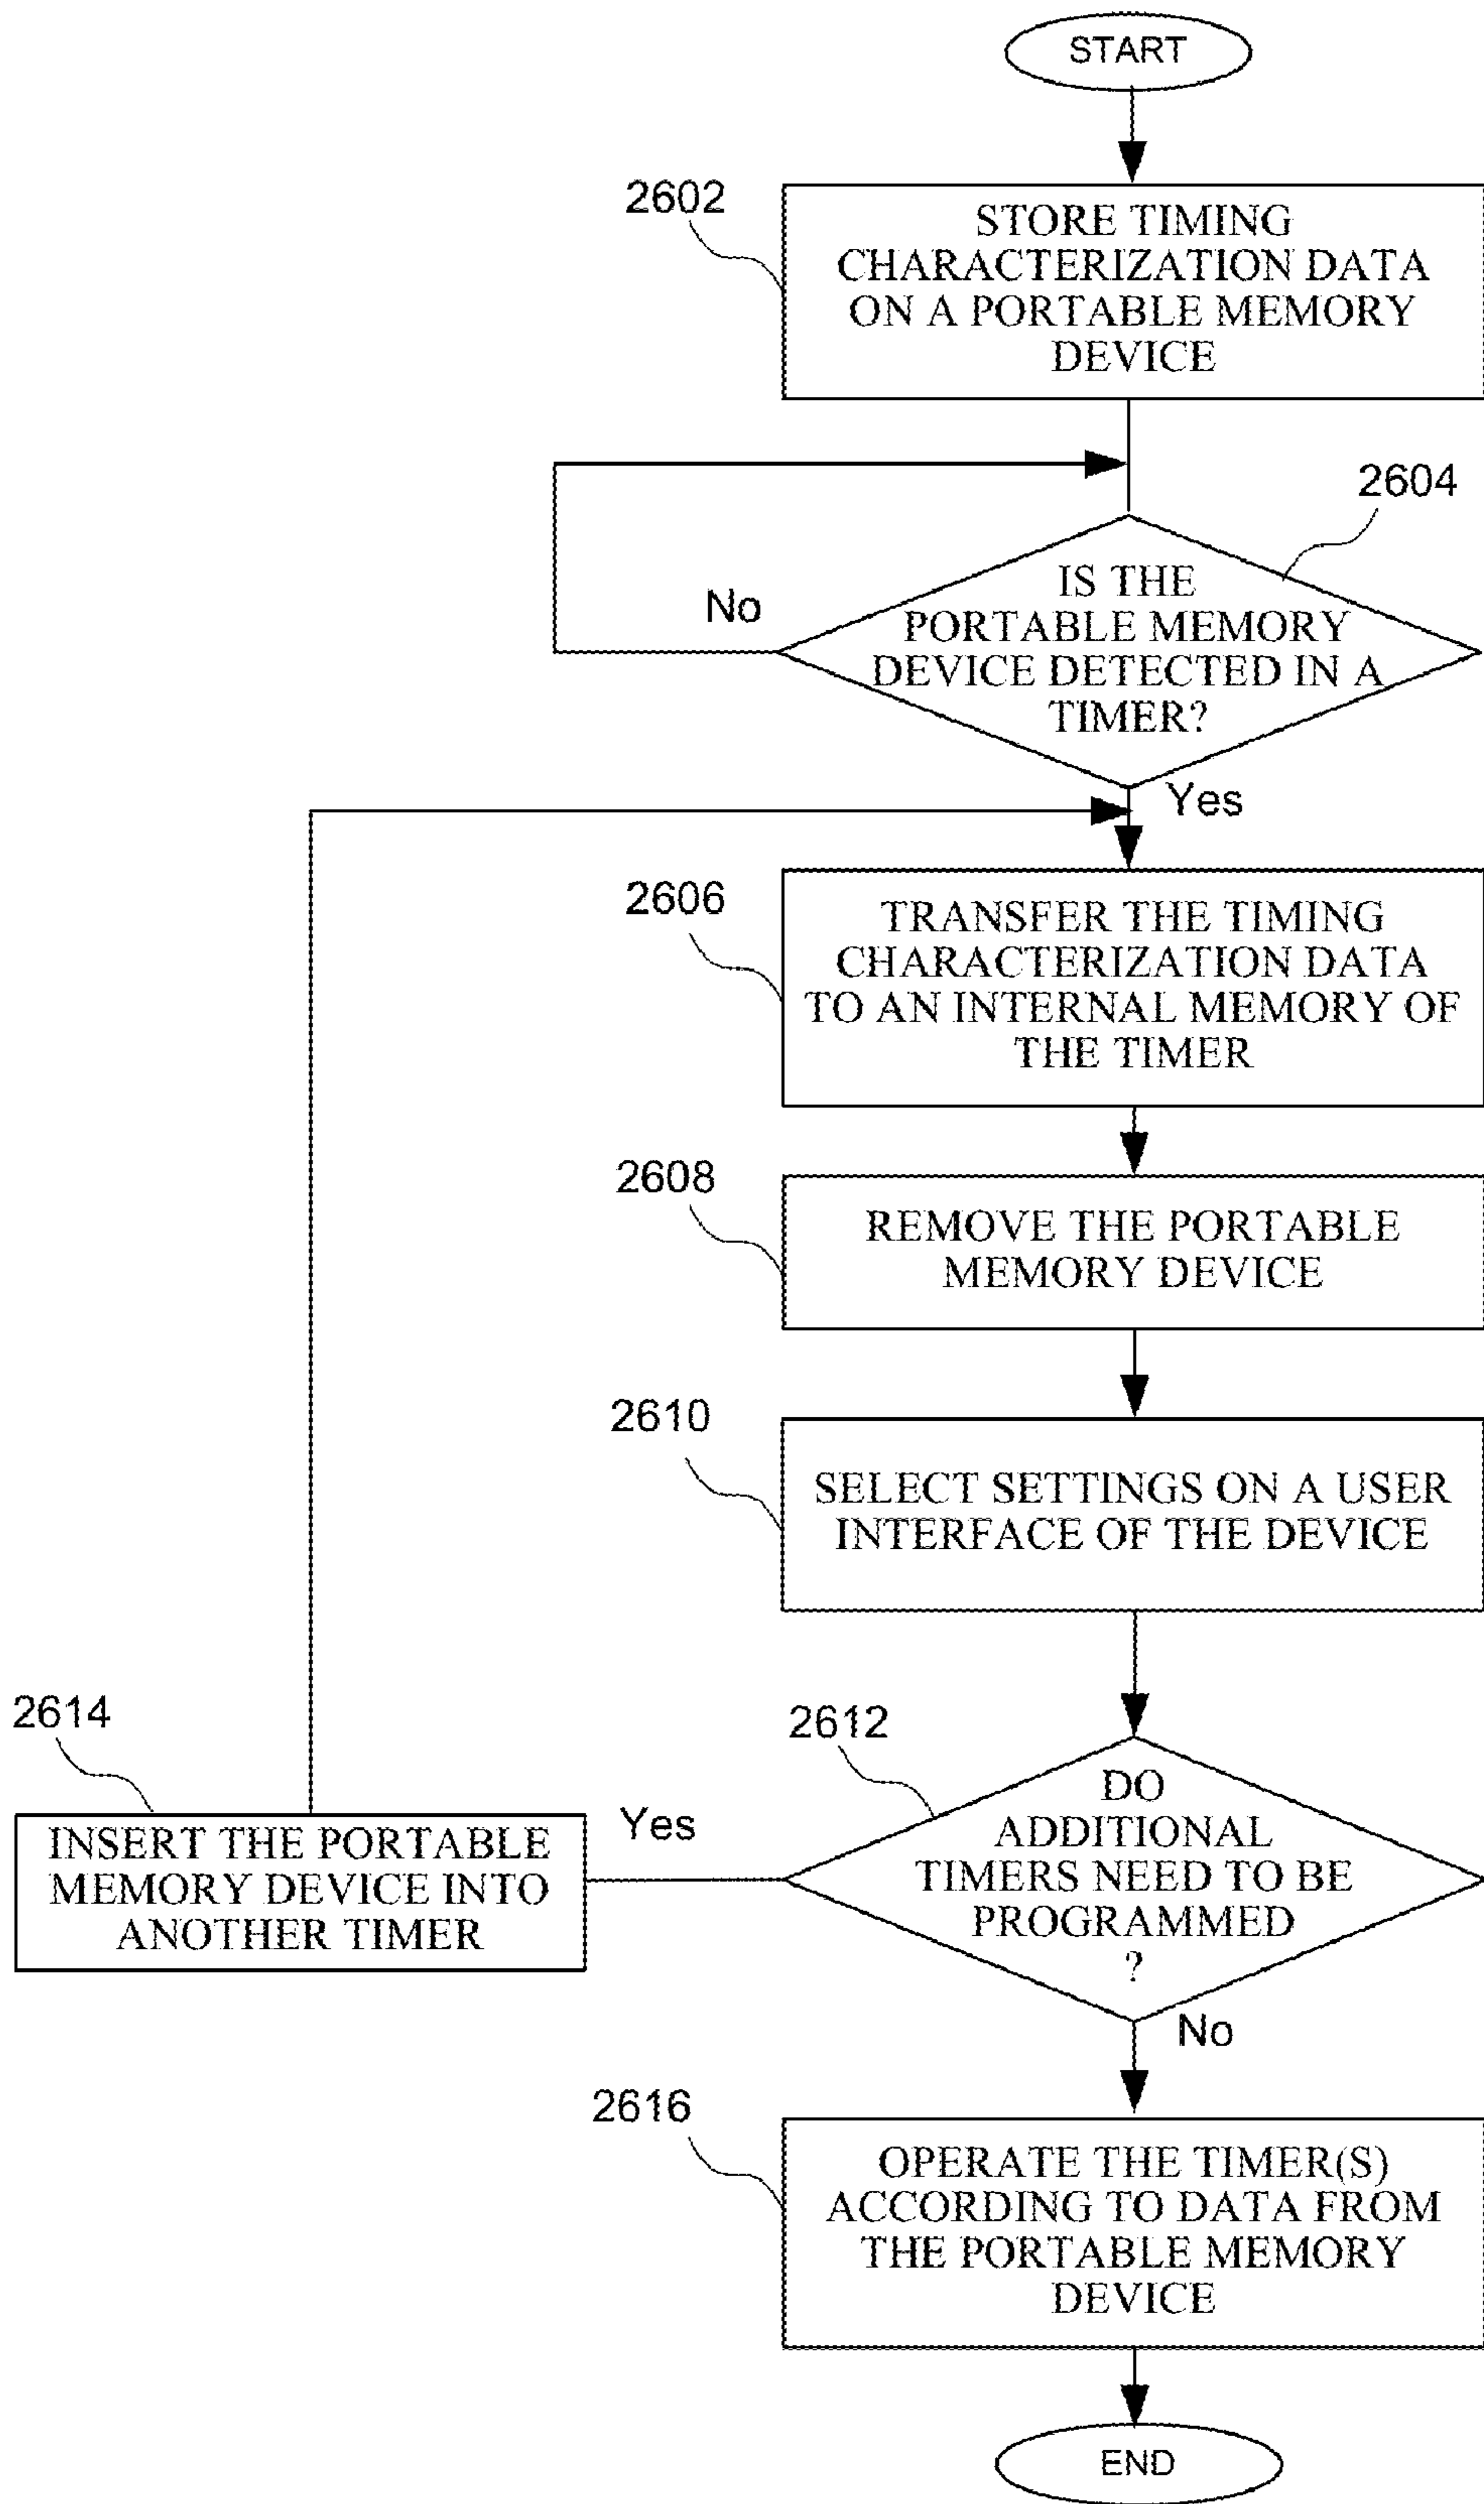 START
2602
STORE TIMING
CHARACTERIZATION DATA
ON A PORTABLE MEMORY
DEVICE
2604
No
IS THE
PORTABLE MEMORY
DEVICE DETECTED IN A
TIMER?
Yes
2606
TRANSFER THE TIMING
CHARACTERIZATION DATA
TO AN INTERNAL MEMORY OF
THE TIMER
2608
REMOVE THE PORTABLE
MEMORY DEVICE
2610
SELECT SETTINGS ON A USER
INTERFACE OF THE DEVICE
2612
DO
ADDITIONAL
TIMERS NEED TO BE
PROGRAMMED
?
Yes
2614
INSERT THE PORTABLE
MEMORY DEVICE INTO
ANOTHER TIMER
No
2616
OPERATE THE TIMER(S)
ACCORDING TO DATA FROM
THE PORTABLE MEMORY
DEVICE
END